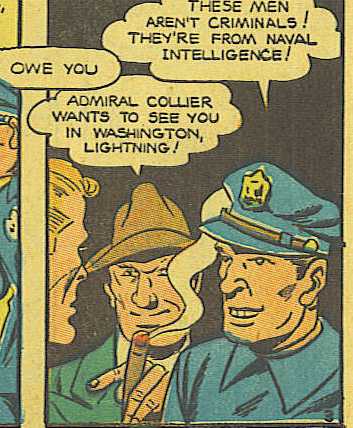 THESE MEN
AREN'T CRIMINALS!
THEY'RE FROM NAVAL
INTELLIGENCE!
OWE YOU
ADMIRAL COLLIER
WANTS TO SEE YOU
IN WASHINGTON,
LIGHTNING!
3